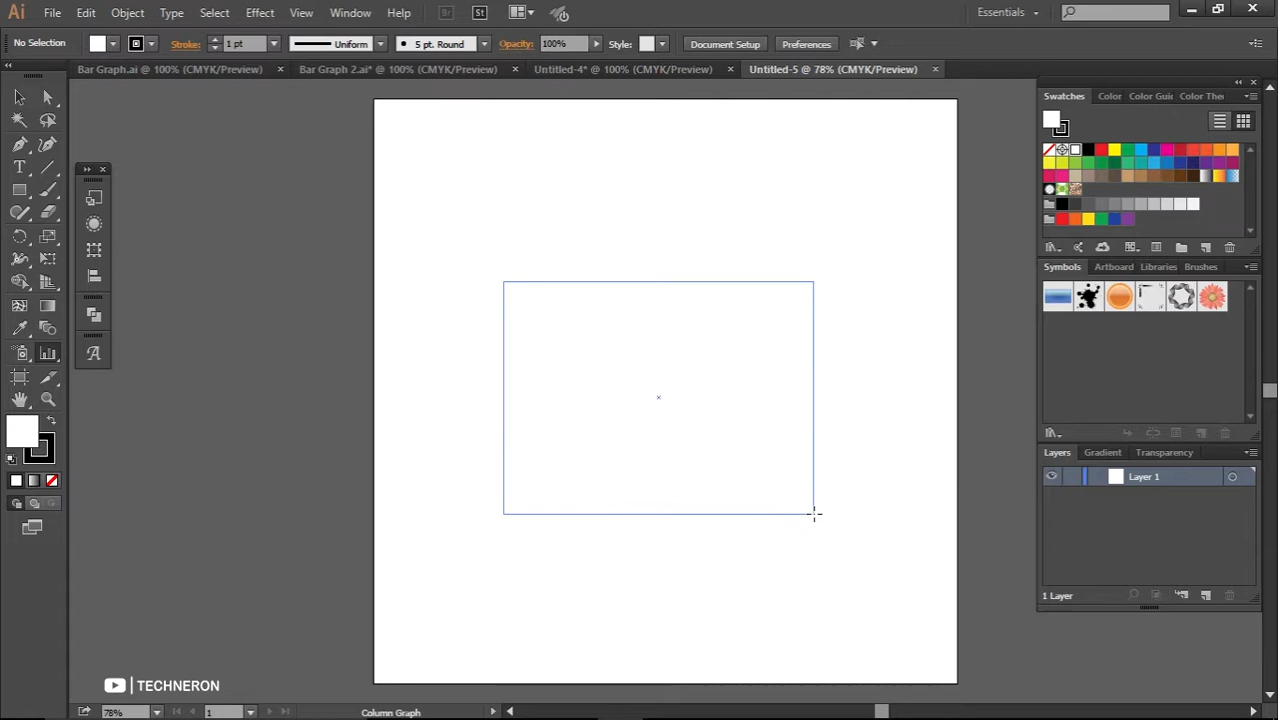 Ai File Edit Object Type Select Effect View Window Help Br St Essentials
No Selection Stroke: 1 pt Uniform 5 pt. Round Opacity: 100% Style: Document Setup Preferences
Bar Graph.ai @ 100% (CMYK/Preview) × Bar Graph 2.ai* @ 100% (CMYK/Preview) × Untitled-4* @ 100% (CMYK/Preview) × Untitled-5 @ 78% (CMYK/Preview) ×
Swatches Color Color Guid Color Ther
Symbols Artboard Libraries Brushes
Layers Gradient Transparency
Layer 1
1 Layer
TECHNERON
78% 1 Column Graph